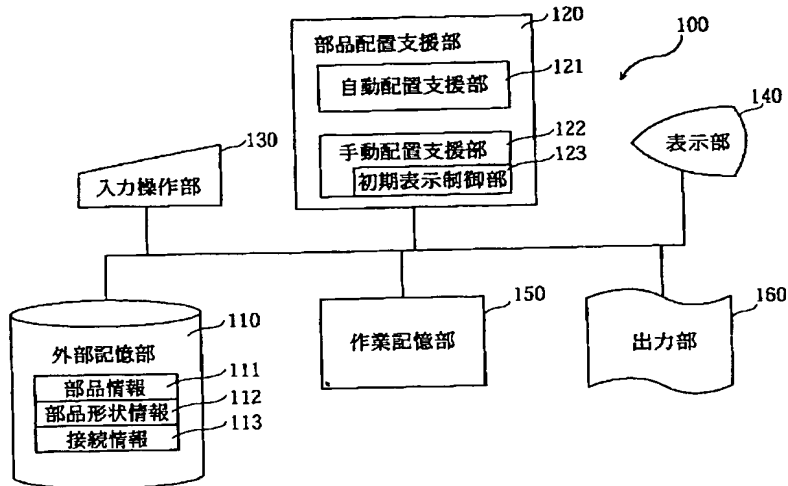 120
部品配置支援部
100
自動配置支援部
121
140
122
手動配置支援部
123
初期表示制御部
表示部
130
入力操作部
110
外部記憶部
111
部品情報
112
部品形状情報
113
接続情報
150
作業記憶部
160
出力部